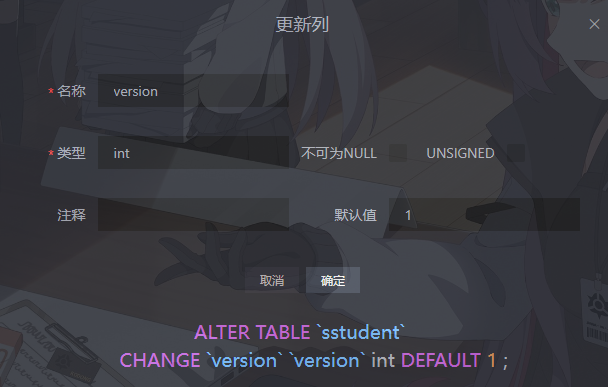 更新列
* 名称 version
* 类型 int 不可为NULL UNSIGNED
注释 默认值 1
取消 确定
ALTER TABLE `sstudent`
CHANGE `version` `version` int DEFAULT 1 ;